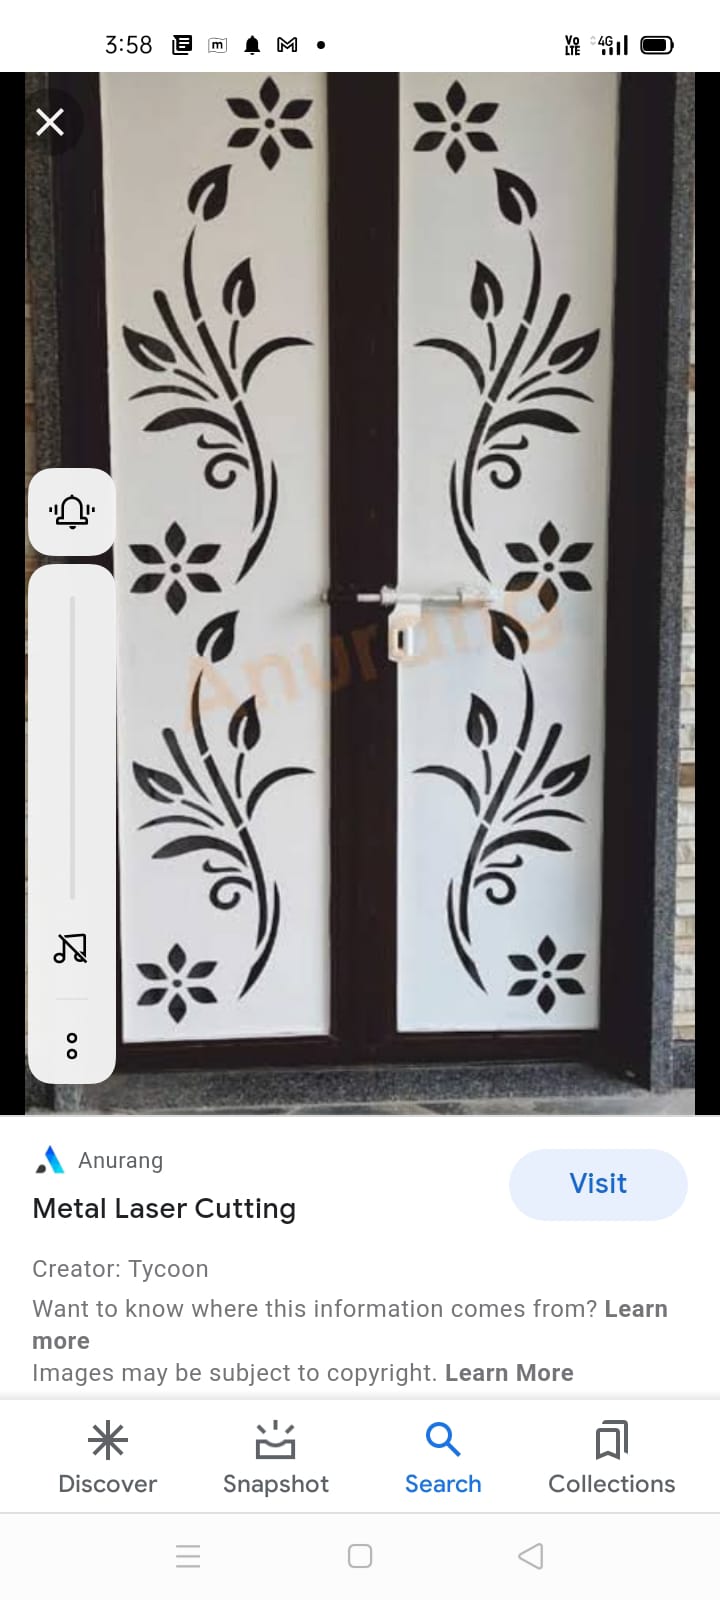 3:58
m
Vo
LTE
4G
Anurang
Anurang
Metal Laser Cutting
Visit
Creator: Tycoon
Want to know where this information comes from? Learn
more
Images may be subject to copyright. Learn More
Discover
Snapshot
Search
Collections